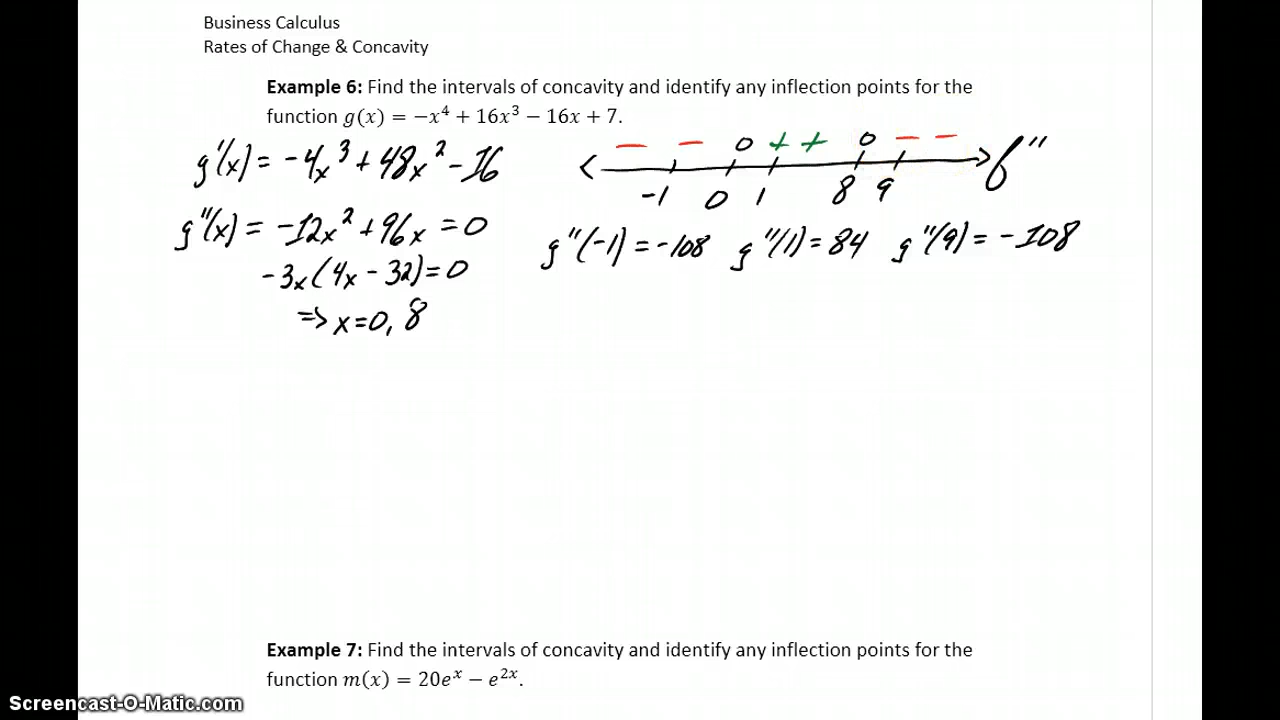 Business Calculus
Rates of Change & Concavity
Example 6: Find the intervals of concavity and identify any inflection points for the
function g(x) = −x⁴ + 16x³ − 16x + 7.
g'(x) = -4x³ + 48x² - 16
g''(x) = -12x² + 96x = 0
-3x(4x - 32) = 0
⇒ x = 0, 8
− − 0 + + 0 − −
f''
-1 0 1 8 9
g''(-1) = -108 g''(1) = 84 g''(9) = -108
Example 7: Find the intervals of concavity and identify any inflection points for the
function m(x) = 20eˣ − e²ˣ.
Screencast-O-Matic.com